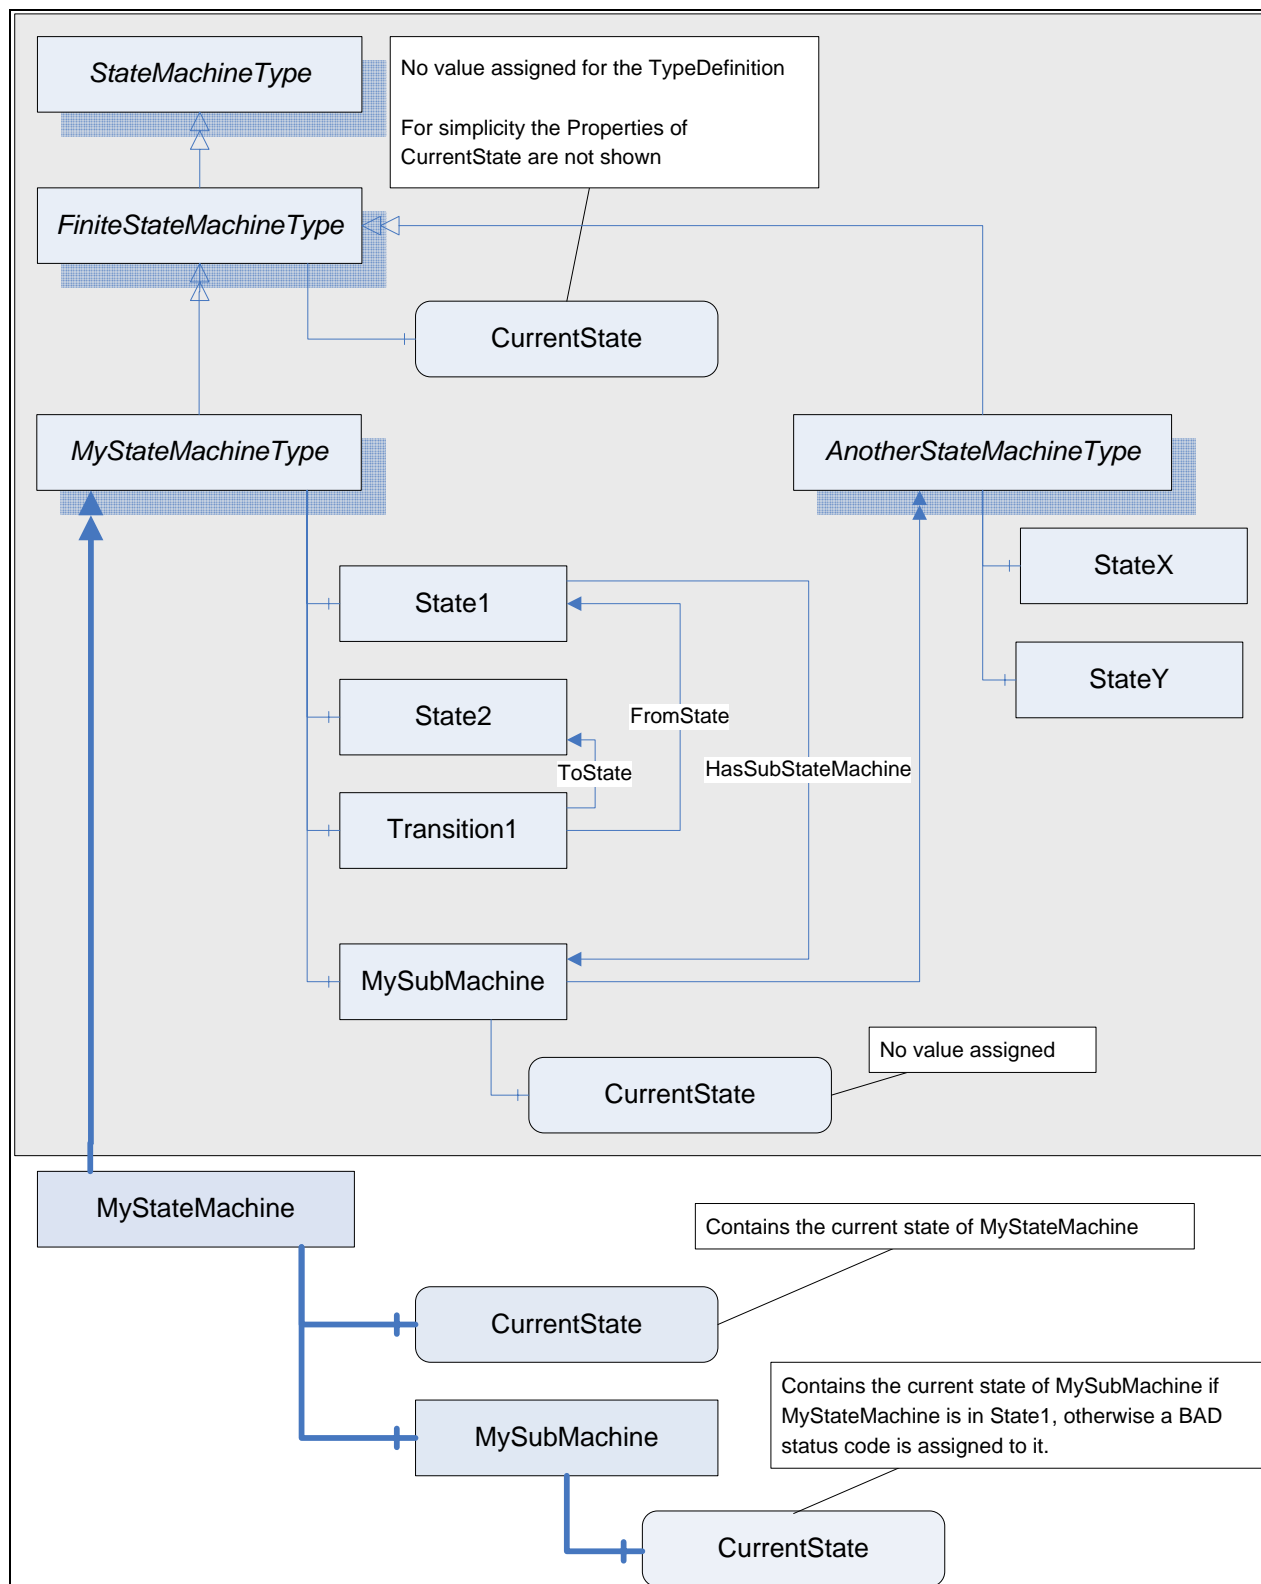 StateMachineType
No value assigned for the TypeDefinition
For simplicity the Properties of
CurrentState are not shown
FiniteStateMachineType
CurrentState
MyStateMachineType
AnotherStateMachineType
StateX
State1
StateY
State2
FromState
ToState
HasSubStateMachine
Transition1
MySubMachine
No value assigned
CurrentState
MyStateMachine
Contains the current state of MyStateMachine
CurrentState
Contains the current state of MySubMachine if
MyStateMachine is in State1, otherwise a BAD
status code is assigned to it.
MySubMachine
CurrentState